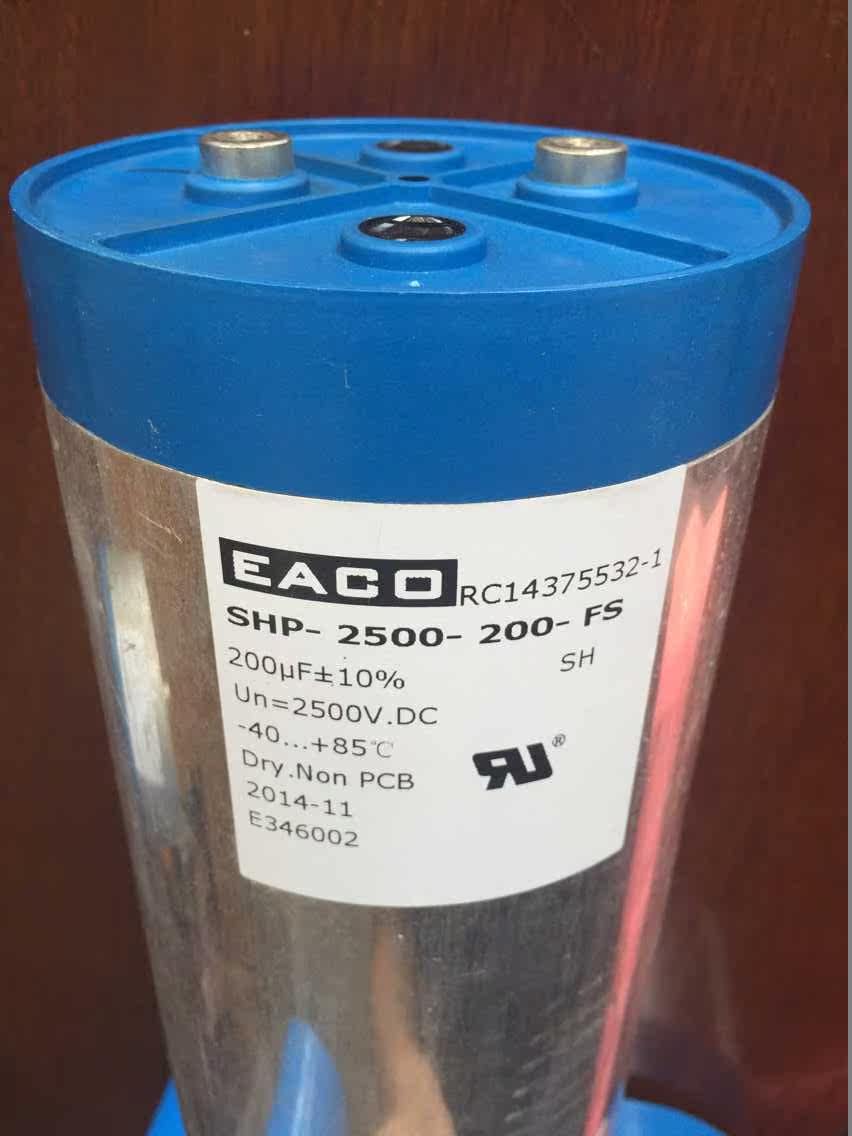 EACO RC14375532-1
SHP- 2500- 200- FS
200µF±10% SH
Un=2500V.DC
-40...+85℃
Dry.Non PCB
2014-11
E346002
RU®